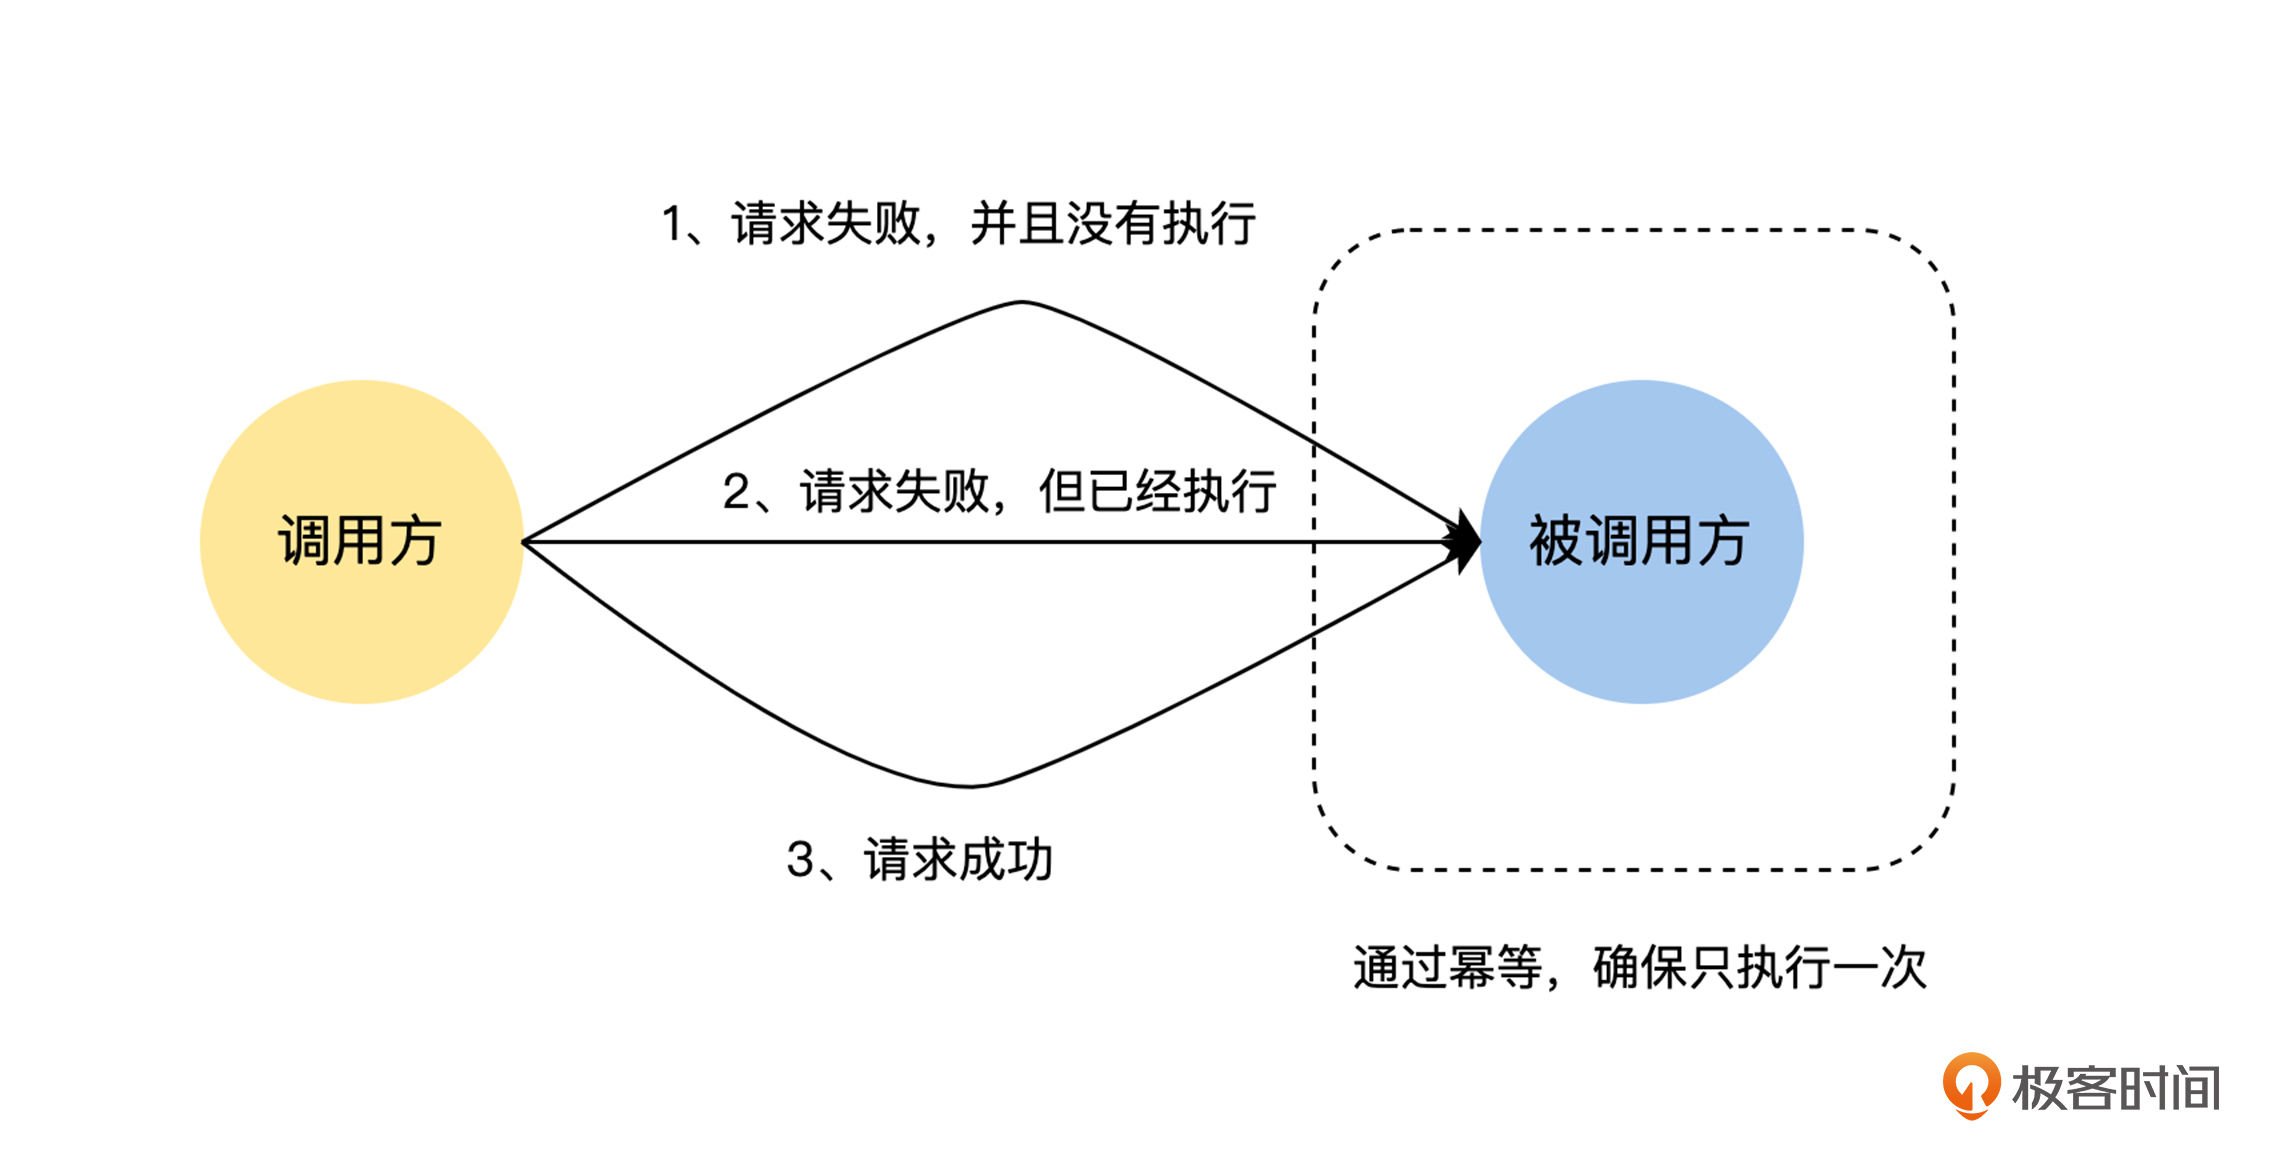 1、请求失败，并且没有执行
2、请求失败，但已经执行
调用方
被调用方
3、请求成功
通过幂等，确保只执行一次
极客时间